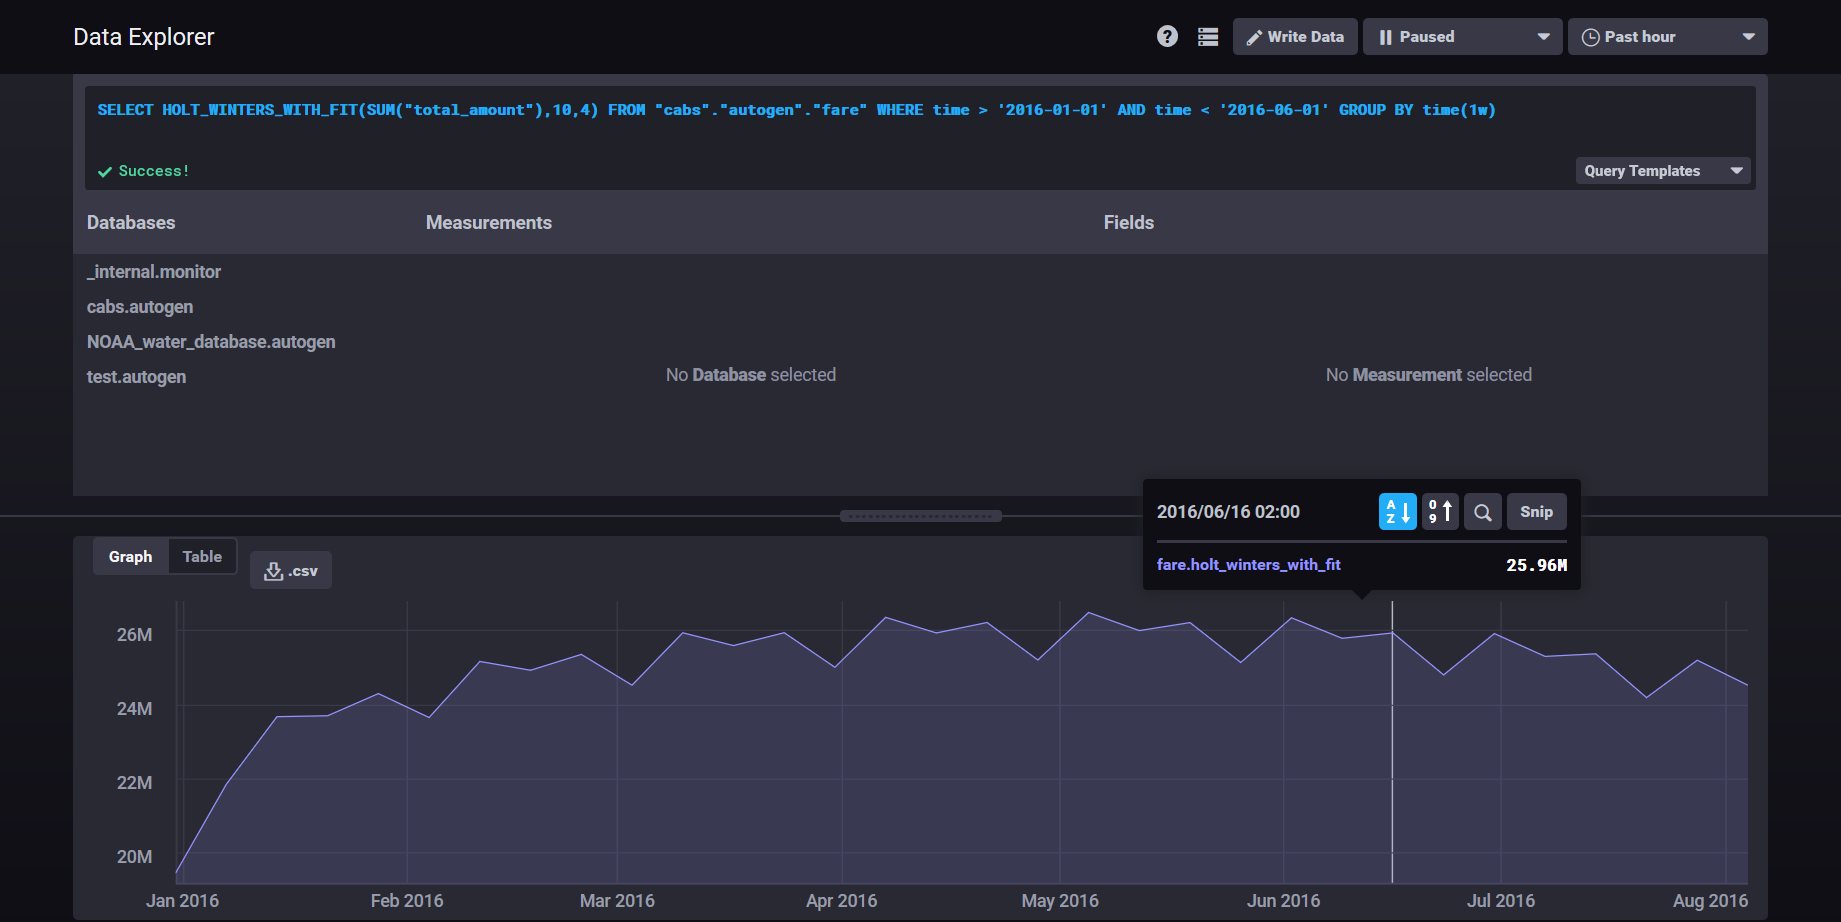 Data Explorer
? Write Data Paused Past hour
SELECT HOLT_WINTERS_WITH_FIT(SUM("total_amount"),10,4) FROM "cabs"."autogen"."fare" WHERE time > '2016-01-01' AND time < '2016-06-01' GROUP BY time(1w)
Success!
Query Templates
Databases Measurements Fields
_internal.monitor
cabs.autogen
NOAA_water_database.autogen
test.autogen
No Database selected
No Measurement selected
2016/06/16 02:00
A Z 0 9 Snip
fare.holt_winters_with_fit 25.96M
Graph Table .csv
26M
24M
22M
20M
Jan 2016 Feb 2016 Mar 2016 Apr 2016 May 2016 Jun 2016 Jul 2016 Aug 2016